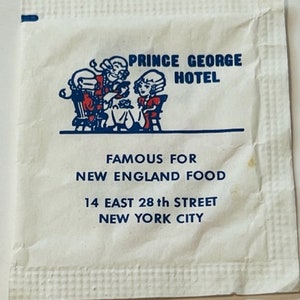 PRINCE GEORGE
HOTEL
FAMOUS FOR
NEW ENGLAND FOOD
14 EAST 28th STREET
NEW YORK CITY